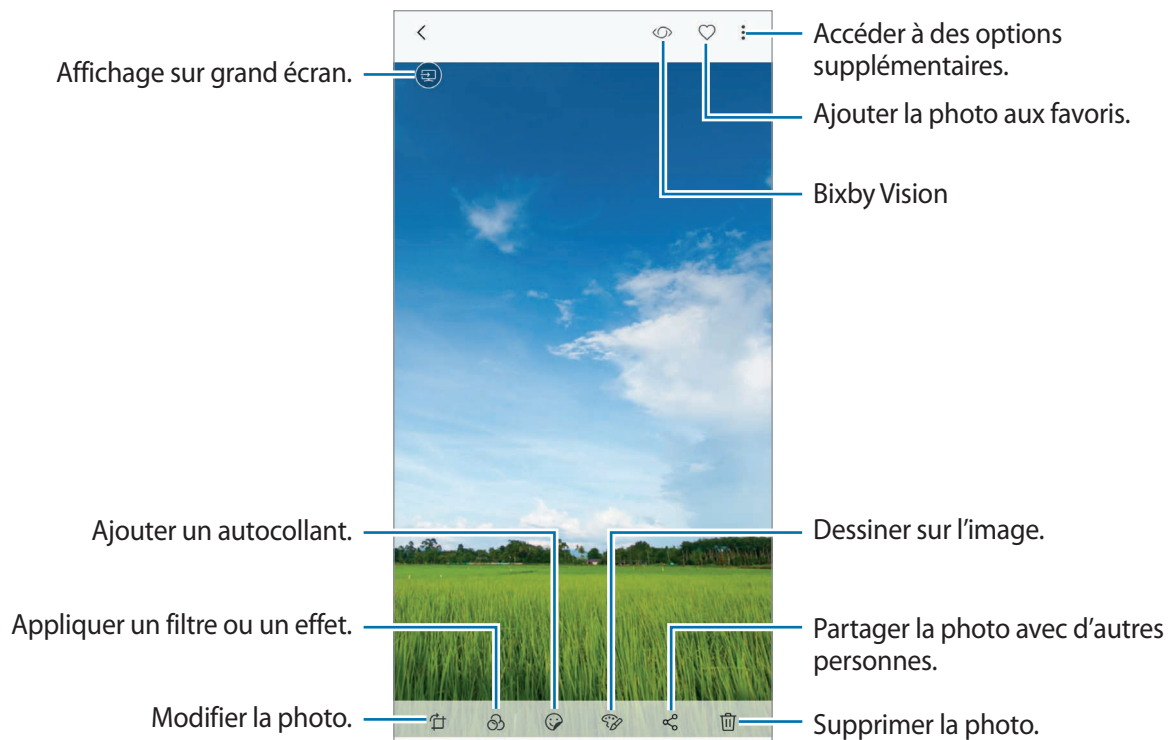 Accéder à des options
supplémentaires.
Affichage sur grand écran.
Ajouter la photo aux favoris.
Bixby Vision
Ajouter un autocollant.
Dessiner sur l’image.
Appliquer un filtre ou un effet.
Partager la photo avec d’autres
personnes.
Modifier la photo.
Supprimer la photo.